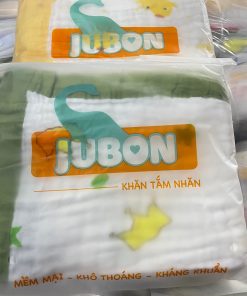 JUBON
JUBON
KHĂN TẮM NHĂN
MỀM MẠI - KHÔ THOÁNG - KHÁNG KHUẨN